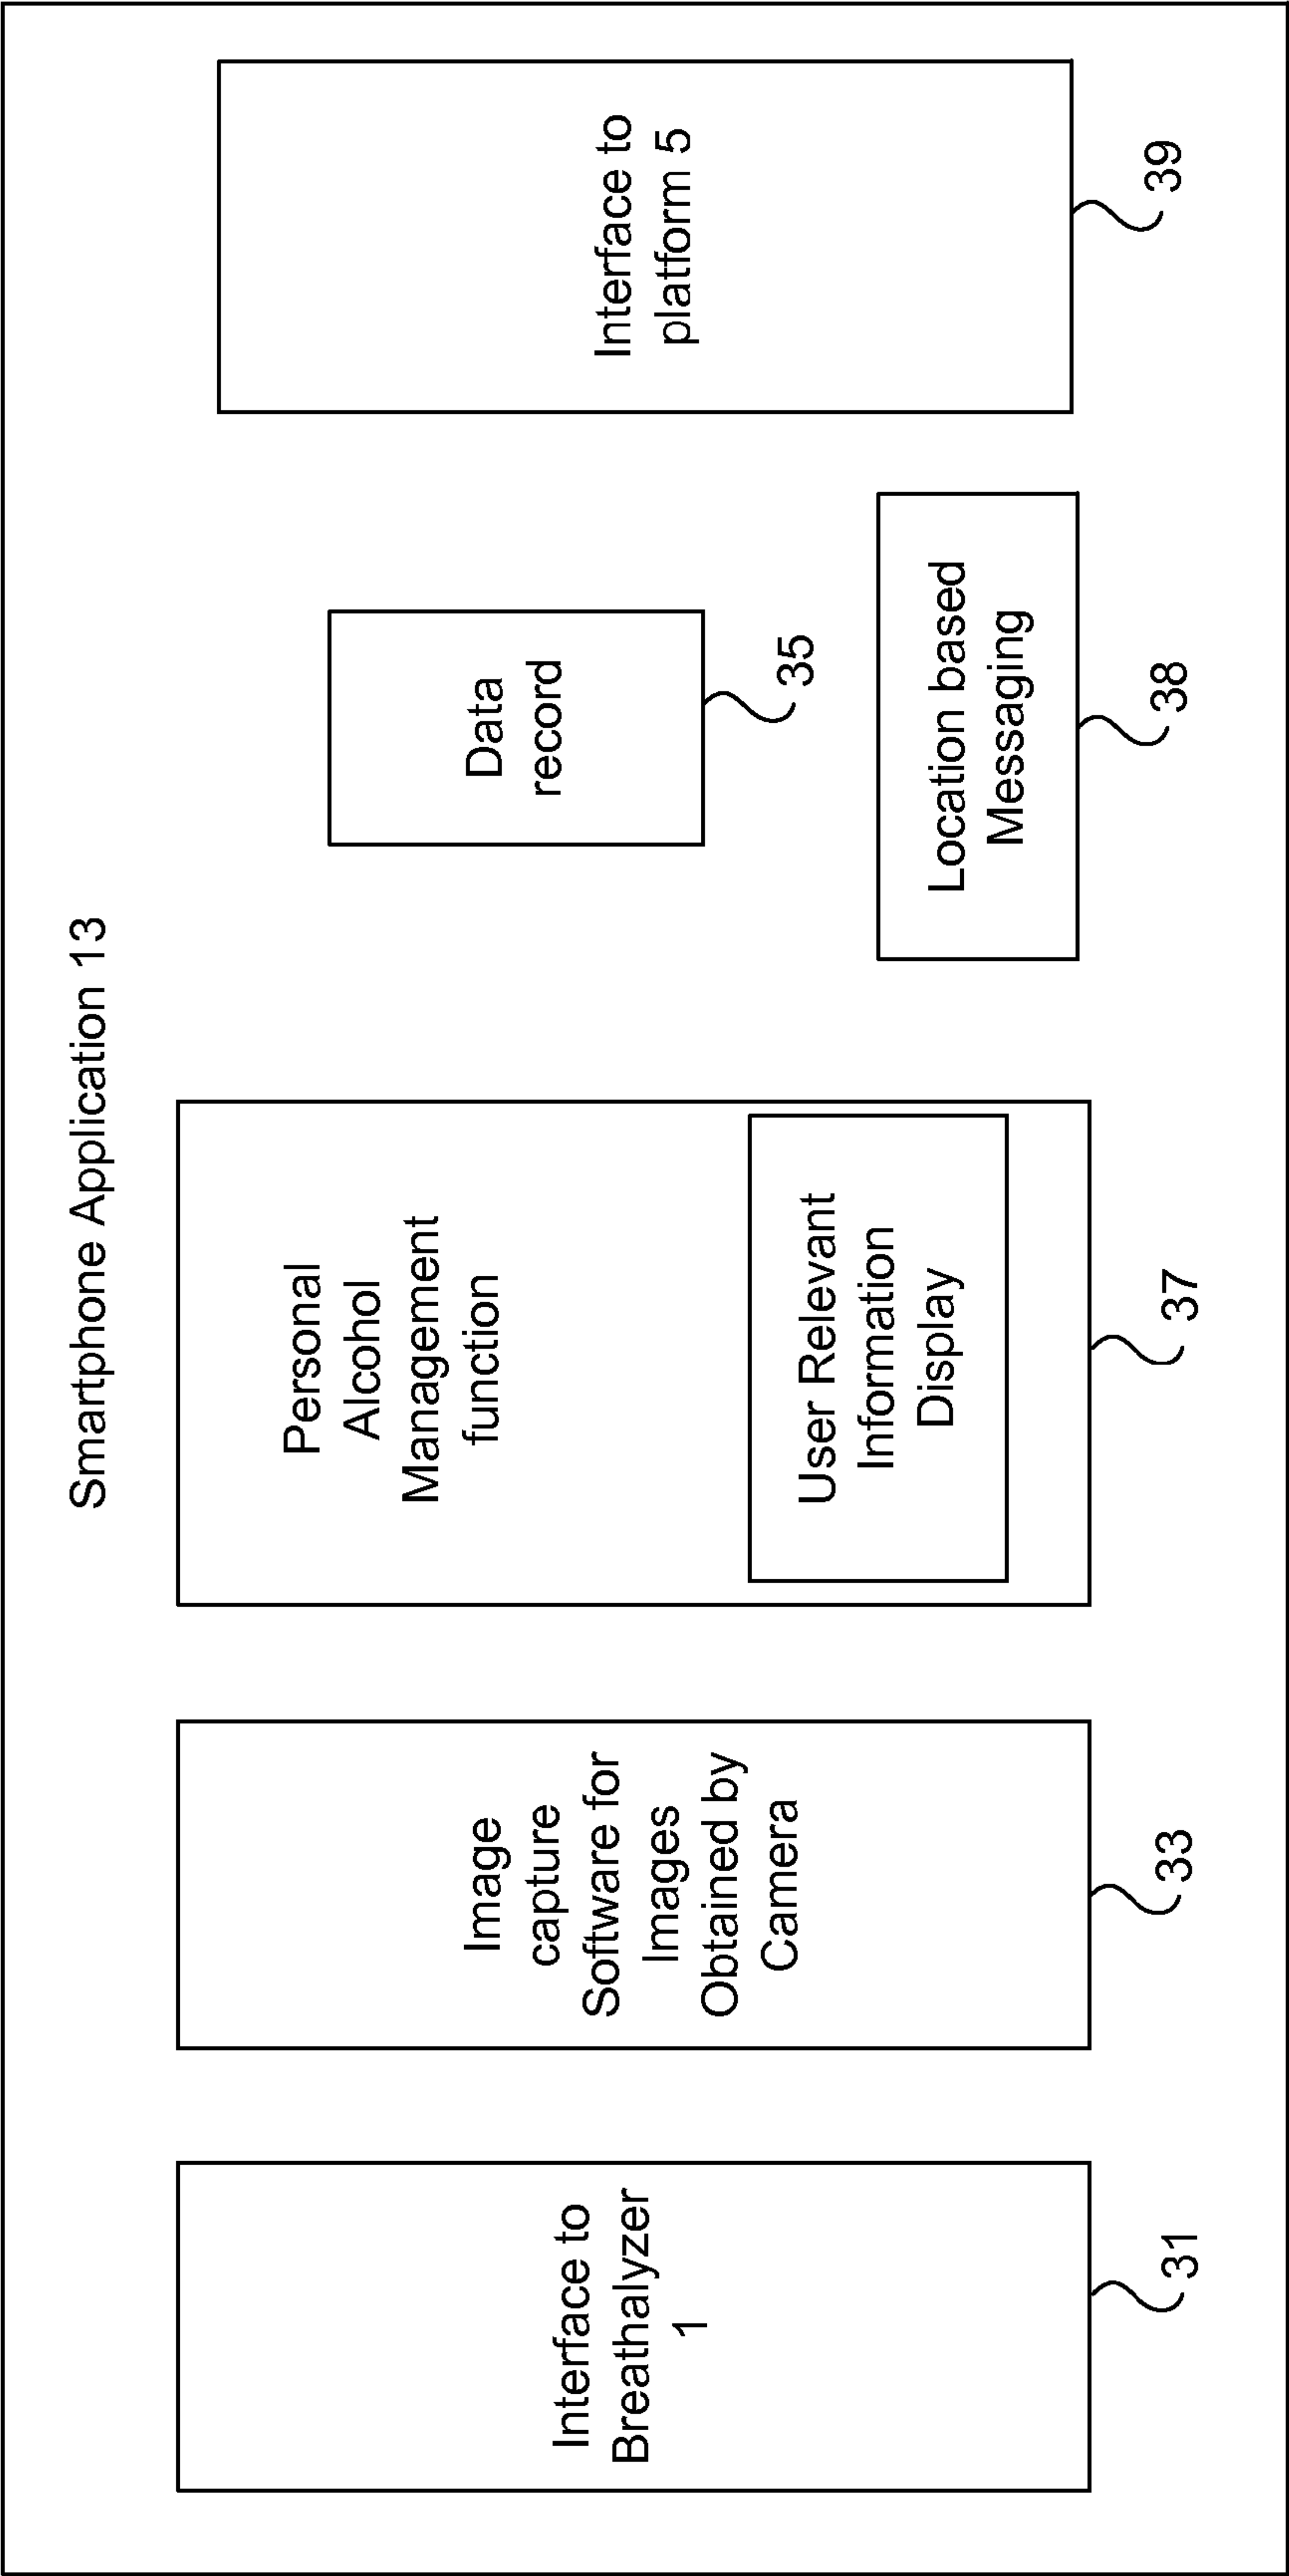 Smartphone Application 13
Interface to
Breathalyzer
1
31
Image
capture
Software for
Images
Obtained by
Camera
33
Personal
Alcohol
Management
function
User Relevant
Information
Display
37
Data
record
35
Location based
Messaging
38
Interface to
platform 5
39